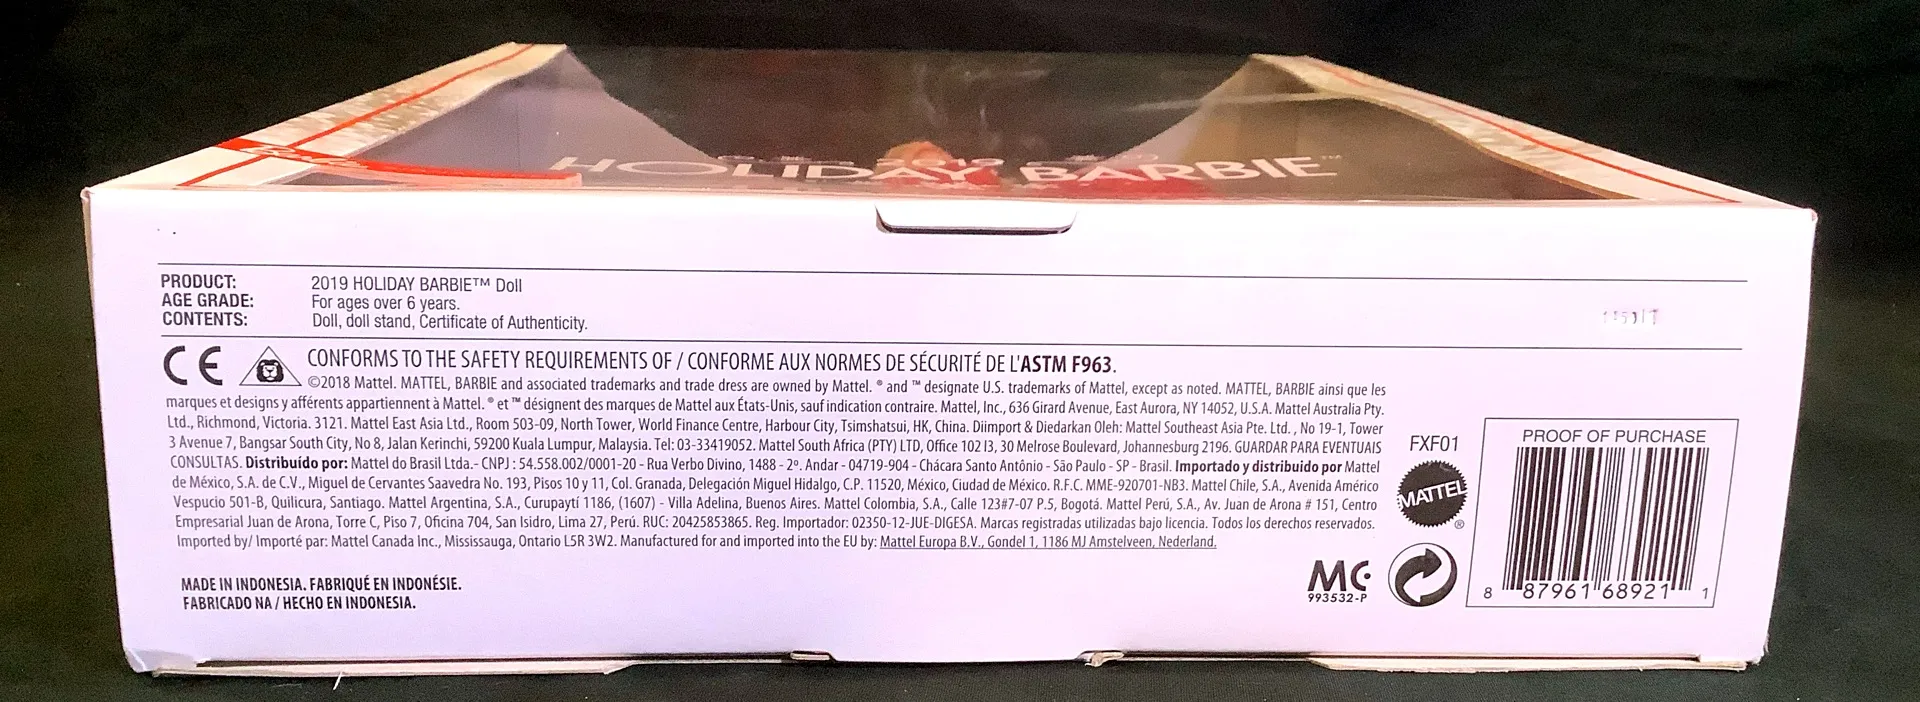 2019
HOLIDAY BARBIE™
PRODUCT: 2019 HOLIDAY BARBIE™ Doll
AGE GRADE: For ages over 6 years.
CONTENTS: Doll, doll stand, Certificate of Authenticity.
CE CONFORMS TO THE SAFETY REQUIREMENTS OF / CONFORME AUX NORMES DE SÉCURITÉ DE L'ASTM F963.
©2018 Mattel. MATTEL, BARBIE and associated trademarks and trade dress are owned by Mattel. ® and ™ designate U.S. trademarks of Mattel, except as noted. MATTEL, BARBIE ainsi que les
marques et designs y afférents appartiennent à Mattel. ® et ™ désignent des marques de Mattel aux États-Unis, sauf indication contraire. Mattel, Inc., 636 Girard Avenue, East Aurora, NY 14052, U.S.A. Mattel Australia Pty.
Ltd., Richmond, Victoria. 3121. Mattel East Asia Ltd., Room 503-09, North Tower, World Finance Centre, Harbour City, Tsimshatsui, HK, China. Diimport & Diedarkan Oleh: Mattel Southeast Asia Pte. Ltd. , No 19-1, Tower
3 Avenue 7, Bangsar South City, No 8, Jalan Kerinchi, 59200 Kuala Lumpur, Malaysia. Tel: 03-33419052. Mattel South Africa (PTY) LTD, Office 102 I3, 30 Melrose Boulevard, Johannesburg 2196. GUARDAR PARA EVENTUAIS
CONSULTAS. Distribuído por: Mattel do Brasil Ltda.- CNPJ : 54.558.002/0001-20 - Rua Verbo Divino, 1488 - 2º. Andar - 04719-904 - Chácara Santo Antônio - São Paulo - SP - Brasil. Importado y distribuido por Mattel
de México, S.A. de C.V., Miguel de Cervantes Saavedra No. 193, Pisos 10 y 11, Col. Granada, Delegación Miguel Hidalgo, C.P. 11520, México, Ciudad de México. R.F.C. MME-920701-NB3. Mattel Chile, S.A., Avenida Américo
Vespucio 501-B, Quilicura, Santiago. Mattel Argentina, S.A., Curupaytí 1186, (1607) - Villa Adelina, Buenos Aires. Mattel Colombia, S.A., Calle 123#7-07 P.5, Bogotá. Mattel Perú, S.A., Av. Juan de Arona # 151, Centro
Empresarial Juan de Arona, Torre C, Piso 7, Oficina 704, San Isidro, Lima 27, Perú. RUC: 20425853865. Reg. Importador: 02350-12-JUE-DIGESA. Marcas registradas utilizadas bajo licencia. Todos los derechos reservados.
Imported by/ Importé par: Mattel Canada Inc., Mississauga, Ontario L5R 3W2. Manufactured for and imported into the EU by: Mattel Europa B.V., Gondel 1, 1186 MJ Amstelveen, Nederland.
MADE IN INDONESIA. FABRIQUÉ EN INDONÉSIE.
FABRICADO NA / HECHO EN INDONESIA.
FXF01
MATTEL®
MC
993532-P
PROOF OF PURCHASE
8 87961 68921 1